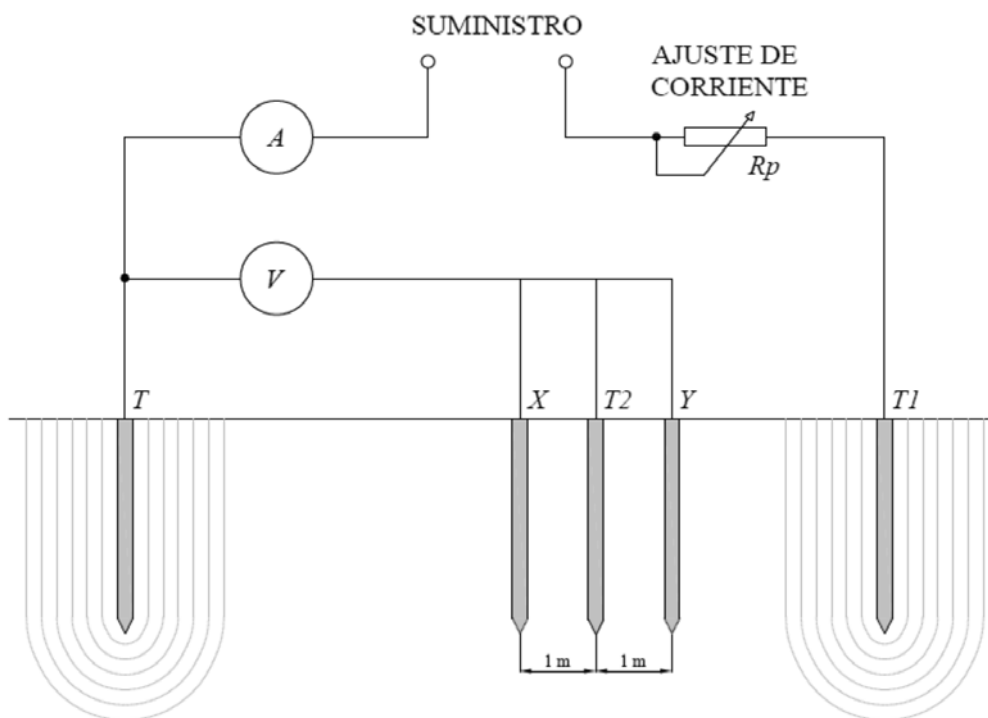 SUMINISTRO
AJUSTE DE
CORRIENTE
A
Rp
V
T
X
T2
Y
T1
1 m
1 m